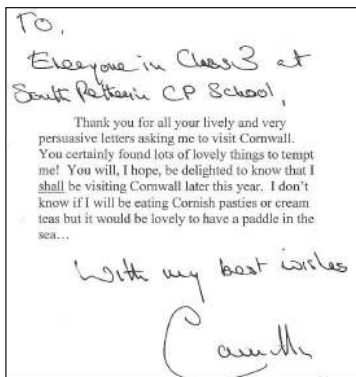 To,
Everyone in Class 3 at
South Petherwin CP School,
Thank you for all your lively and very
persuasive letters asking me to visit Cornwall.
You certainly found lots of lovely things to tempt
me! You will, I hope, be delighted to know that I
shall be visiting Cornwall later this year. I don't
know if I will be eating Cornish pasties or cream
teas but it would be lovely to have a paddle in the
sea...
With my best wishes
Camilla